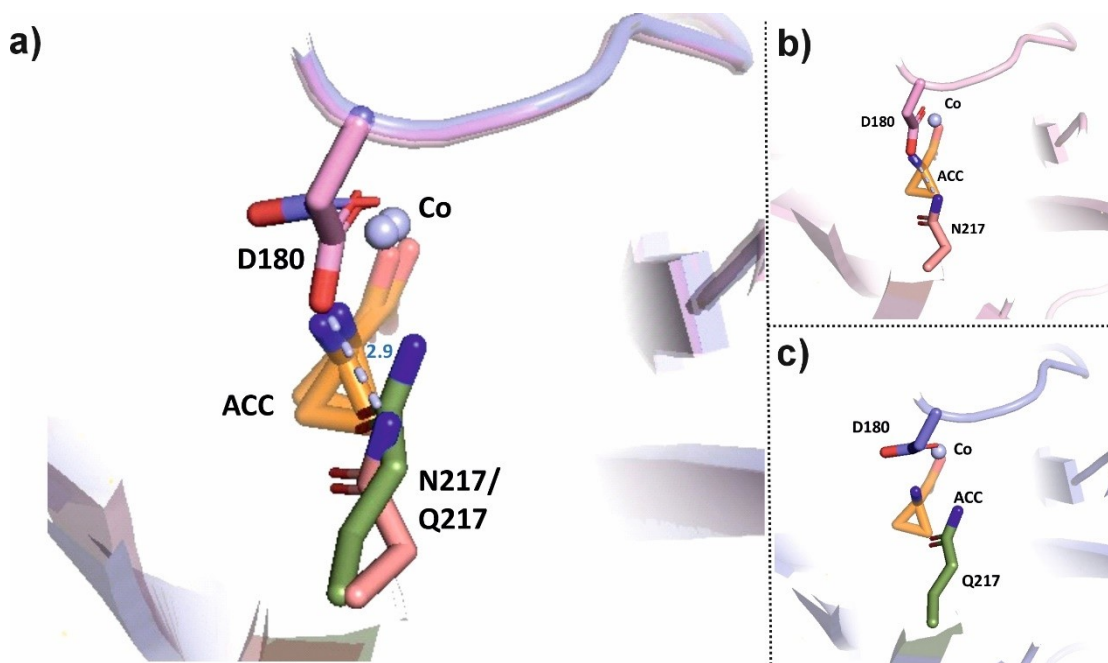 a)
Co
D180
2.9
ACC
N217/
Q217
b)
Co
D180
ACC
N217
c)
D180
Co
ACC
Q217